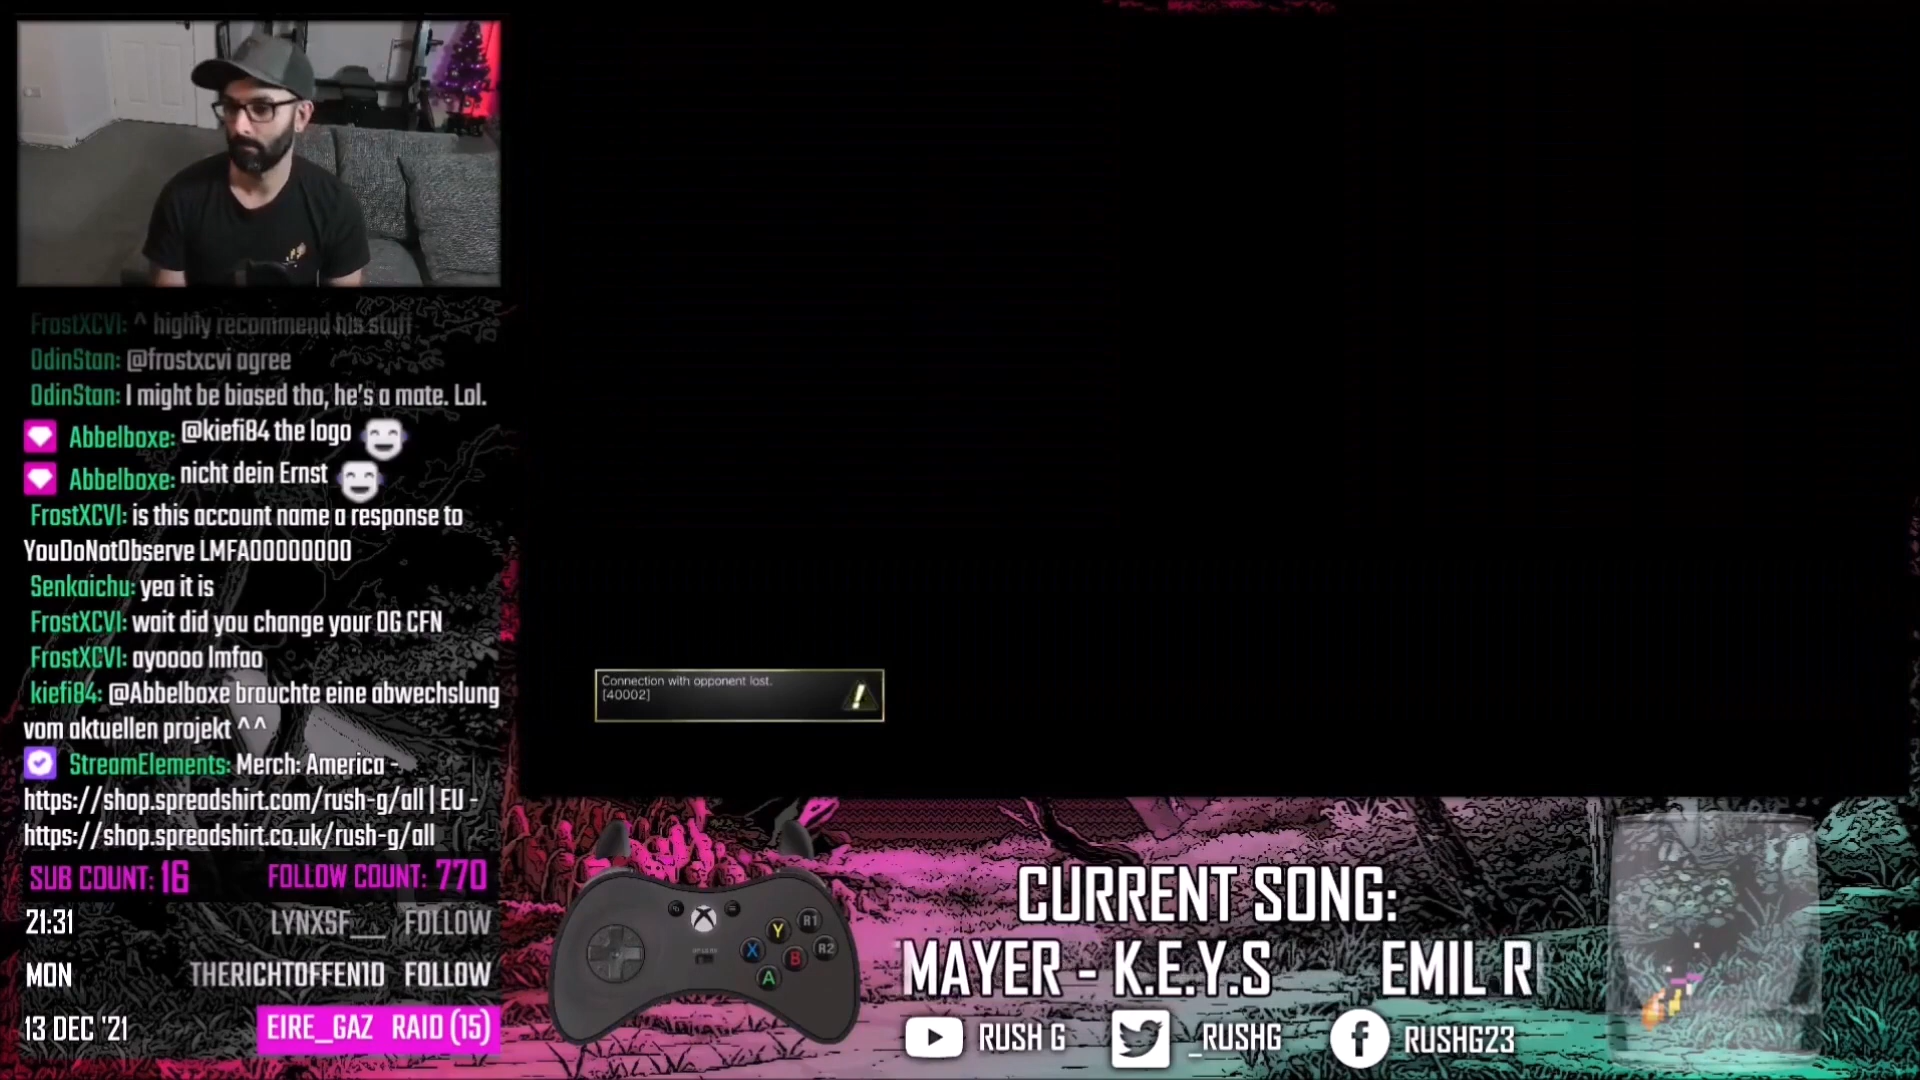 FrostXCVI: ^ highly recommend his stuff
OdinStan: @frostxcvi agree
OdinStan: I might be biased tho, he's a mate. Lol.
Abbelboxe: @kiefi84 the logo
Abbelboxe: nicht dein Ernst
FrostXCVI: is this account name a response to
YouDoNotObserve LMFAOOOOOOOO
Senkaichu: yea it is
FrostXCVI: wait did you change your OG CFN
FrostXCVI: ayoooo lmfao
kiefi84: @Abbelboxe brauchte eine abwechslung
vom aktuellen projekt ^^
StreamElements: Merch: America -
https://shop.spreadshirt.com/rush-g/all | EU -
https://shop.spreadshirt.co.uk/rush-g/all
SUB COUNT: 16 FOLLOW COUNT: 770
21:31 LYNXSF__ FOLLOW
MON THERICHTOFFEN1D FOLLOW
13 DEC '21 EIRE_GAZ RAID (15)
Connection with opponent lost.
[40002]
Y R1
X B R2
A
CURRENT SONG:
MAYER - K.E.Y.S EMIL R
RUSH G _RUSHG RUSHG23